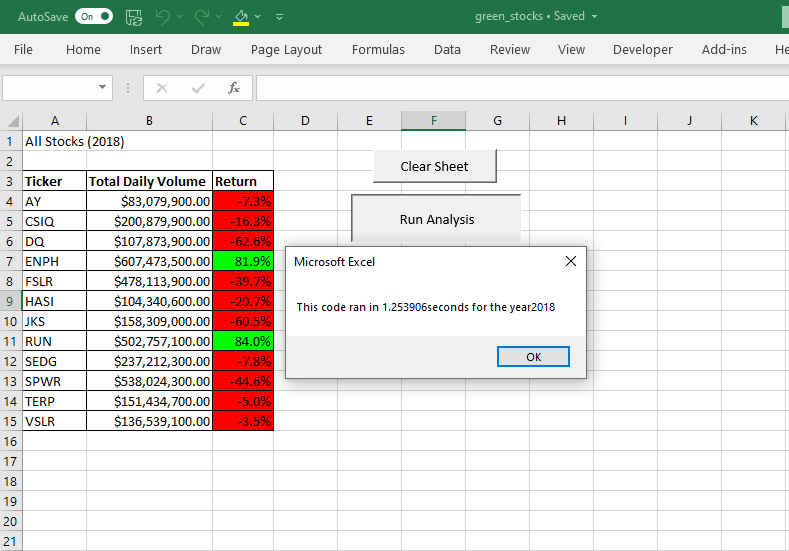 AutoSave On green_stocks • Saved
File Home Insert Draw Page Layout Formulas Data Review View Developer Add-ins He
fx
A B C D E F G H I J K
1 All Stocks (2018)
2 Clear Sheet
3 Ticker Total Daily Volume Return
4 AY $83,079,900.00 -7.3%
5 CSIQ $200,879,900.00 -16.3% Run Analysis
6 DQ $107,873,900.00 -62.6%
7 ENPH $607,473,500.00 81.9% Microsoft Excel
8 FSLR $478,113,900.00 -39.7%
9 HASI $104,340,600.00 -20.7% This code ran in 1.253906seconds for the year2018
10 JKS $158,309,000.00 -60.5%
11 RUN $502,757,100.00 84.0%
12 SEDG $237,212,300.00 -7.8% OK
13 SPWR $538,024,300.00 -44.6%
14 TERP $151,434,700.00 -5.0%
15 VSLR $136,539,100.00 -3.5%
16
17
18
19
20
21